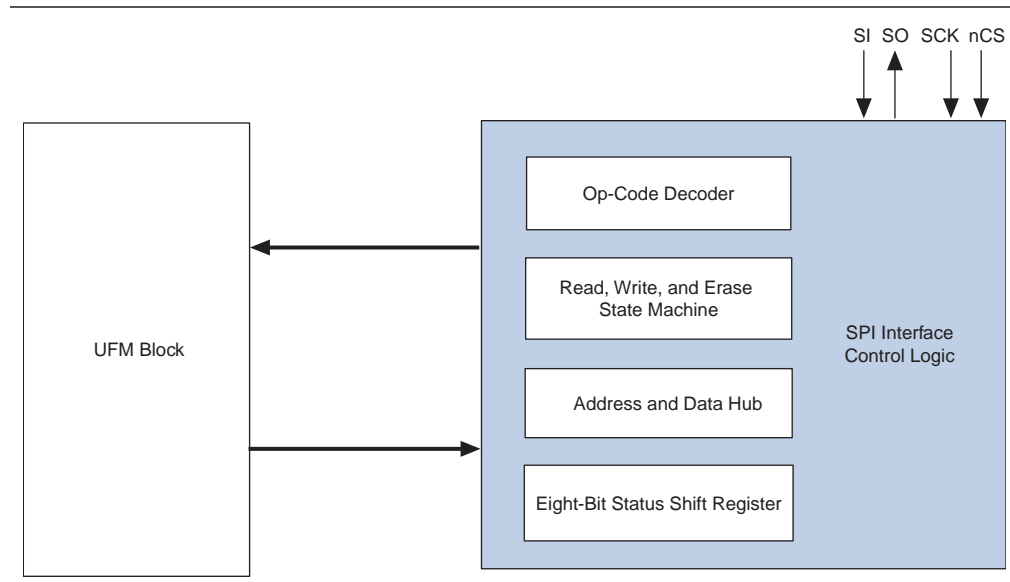 SI SO SCK nCS
Op-Code Decoder
Read, Write, and Erase
State Machine
UFM Block
SPI Interface
Control Logic
Address and Data Hub
Eight-Bit Status Shift Register